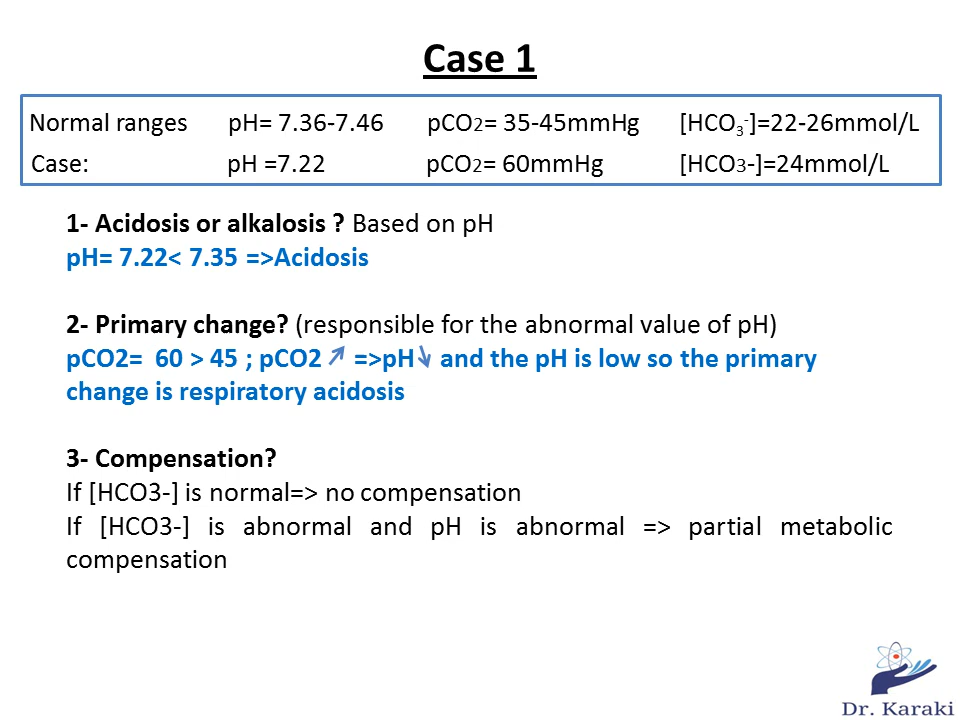 Case 1
Normal ranges pH= 7.36-7.46 pCO2= 35-45mmHg [HCO3-]=22-26mmol/L
Case: pH =7.22 pCO2= 60mmHg [HCO3-]=24mmol/L
1- Acidosis or alkalosis ? Based on pH
pH= 7.22< 7.35 =>Acidosis
2- Primary change? (responsible for the abnormal value of pH)
pCO2= 60 > 45 ; pCO2 ↗ =>pH ↘ and the pH is low so the primary
change is respiratory acidosis
3- Compensation?
If [HCO3-] is normal=> no compensation
If [HCO3-] is abnormal and pH is abnormal => partial metabolic
compensation
Dr. Karaki